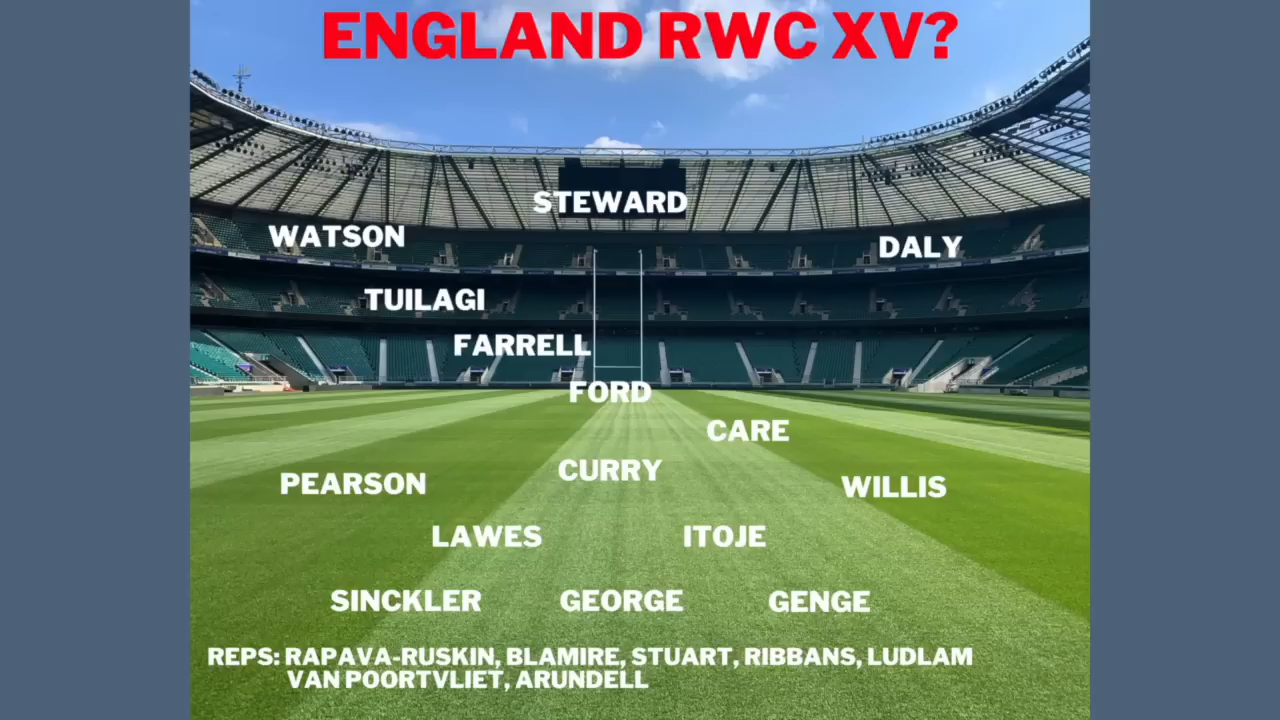 ENGLAND RWC XV?
STEWARD
WATSON
DALY
TUILAGI
FARRELL
FORD
CARE
CURRY
PEARSON
WILLIS
LAWES
ITOJE
SINCKLER GEORGE GENGE
REPS: RAPAVA-RUSKIN, BLAMIRE, STUART, RIBBANS, LUDLAM
VAN POORTVLIET, ARUNDELL